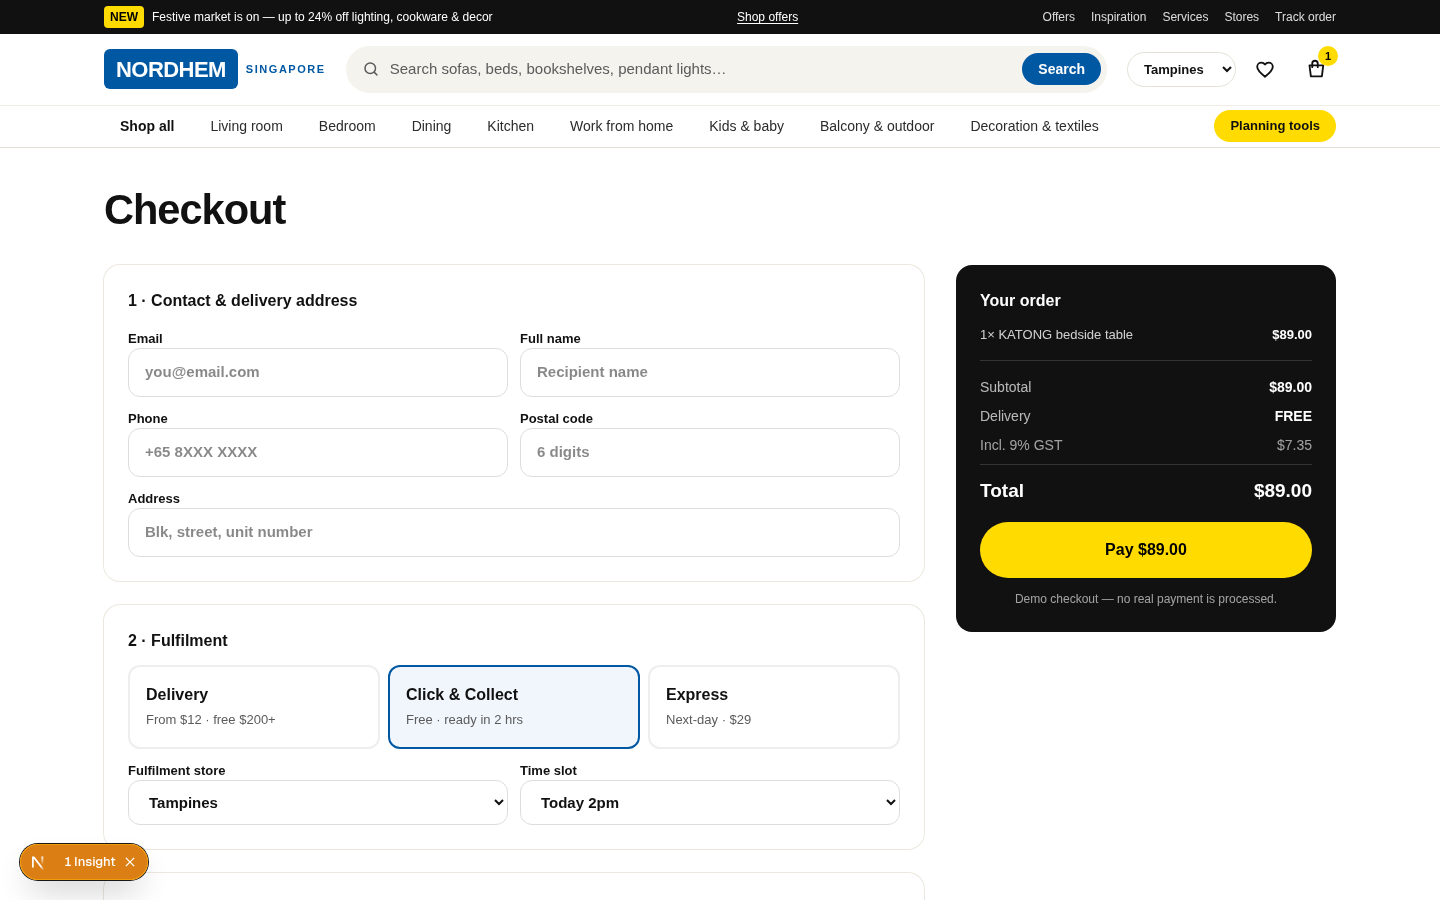 NEW Festive market is on — up to 24% off lighting, cookware & decor Shop offers Offers Inspiration Services Stores Track order
NORDHEM SINGAPORE Search sofas, beds, bookshelves, pendant lights… Search Tampines 1
Shop all Living room Bedroom Dining Kitchen Work from home Kids & baby Balcony & outdoor Decoration & textiles Planning tools
Checkout
1 · Contact & delivery address
Email Full name
you@email.com Recipient name
Phone Postal code
+65 8XXX XXXX 6 digits
Address
Blk, street, unit number
2 · Fulfilment
Delivery
From $12 · free $200+
Click & Collect
Free · ready in 2 hrs
Express
Next-day · $29
Fulfilment store Time slot
Tampines Today 2pm
Your order
1× KATONG bedside table $89.00
Subtotal $89.00
Delivery FREE
Incl. 9% GST $7.35
Total $89.00
Pay $89.00
Demo checkout — no real payment is processed.
1 Insight